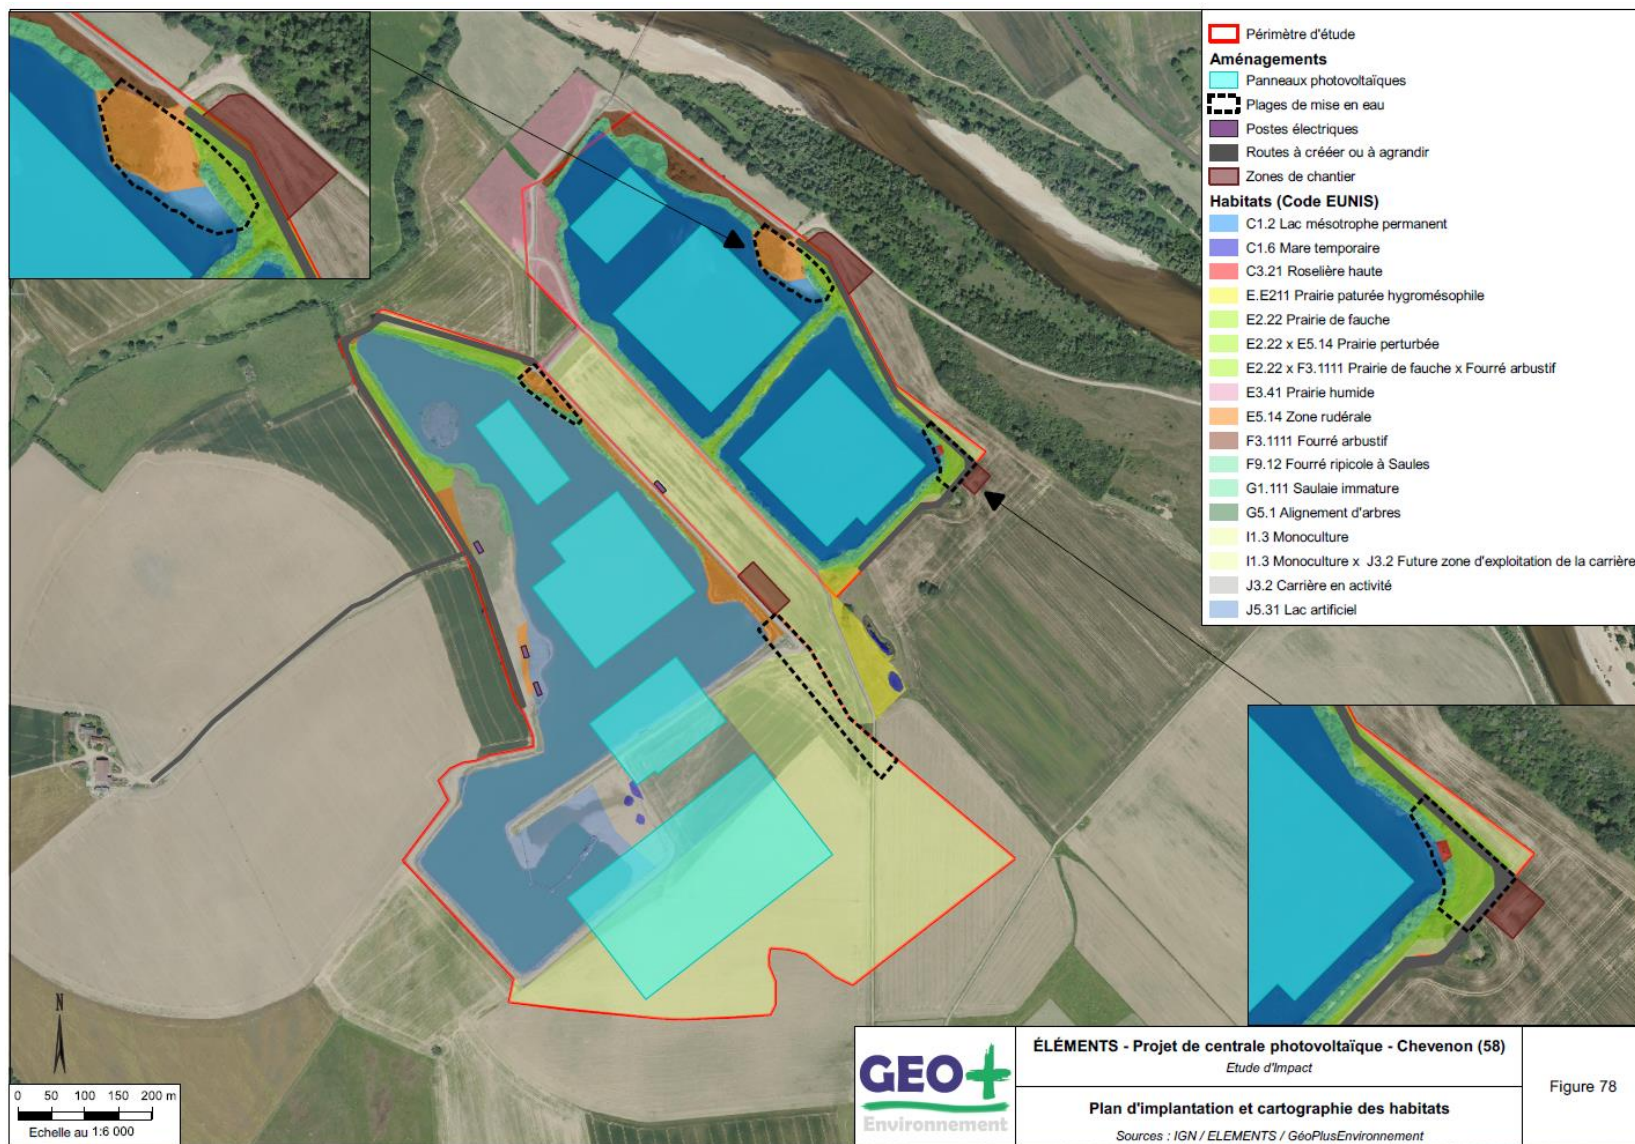 Périmètre d'étude
Aménagements
Panneaux photovoltaïques
Plages de mise en eau
Postes électriques
Routes à crééer ou à agrandir
Zones de chantier
Habitats (Code EUNIS)
C1.2 Lac mésotrophe permanent
C1.6 Mare temporaire
C3.21 Roselière haute
E.E211 Prairie paturée hygromésophile
E2.22 Prairie de fauche
E2.22 x E5.14 Prairie perturbée
E2.22 x F3.1111 Prairie de fauche x Fourré arbustif
E3.41 Prairie humide
E5.14 Zone rudérale
F3.1111 Fourré arbustif
F9.12 Fourré ripicole à Saules
G1.111 Saulaie immature
G5.1 Alignement d'arbres
I1.3 Monoculture
I1.3 Monoculture x J3.2 Future zone d'exploitation de la carrière
J3.2 Carrière en activité
J5.31 Lac artificiel
N
0 50 100 150 200 m
Echelle au 1:6 000
GEO+
Environnement
ÉLÉMENTS - Projet de centrale photovoltaïque - Chevenon (58)
Etude d'Impact
Plan d'implantation et cartographie des habitats
Sources : IGN / ELEMENTS / GéoPlusEnvironnement
Figure 78